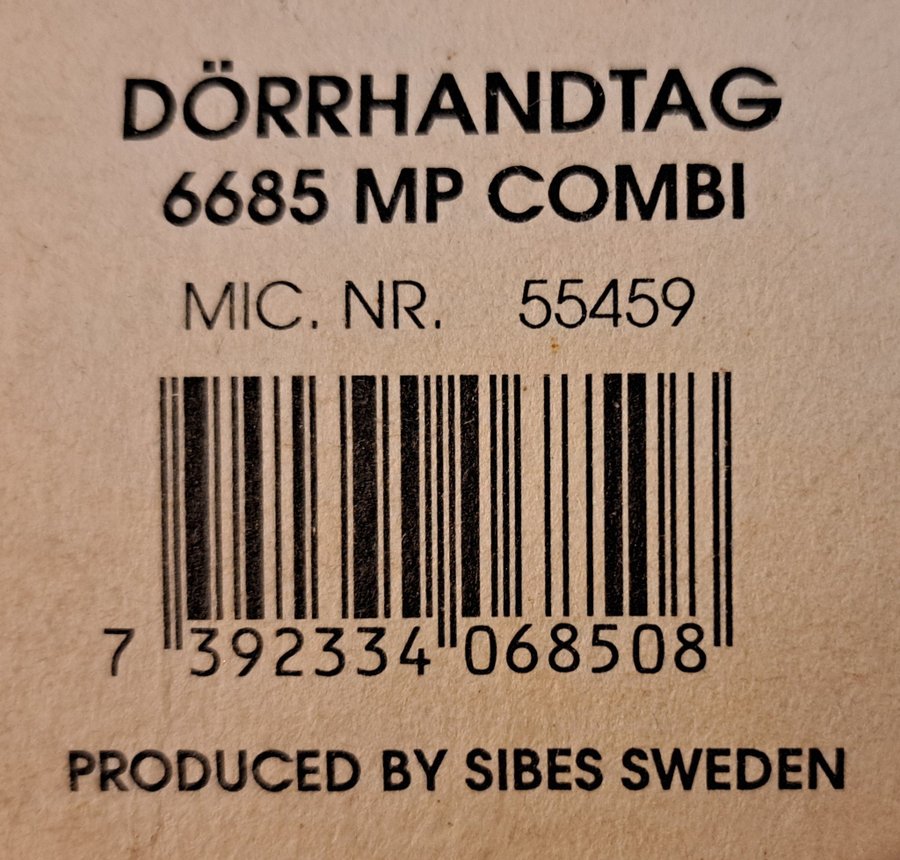 DÖRRHANDTAG
6685 MP COMBI
MIC. NR. 55459
7 392334 068508
PRODUCED BY SIBES SWEDEN